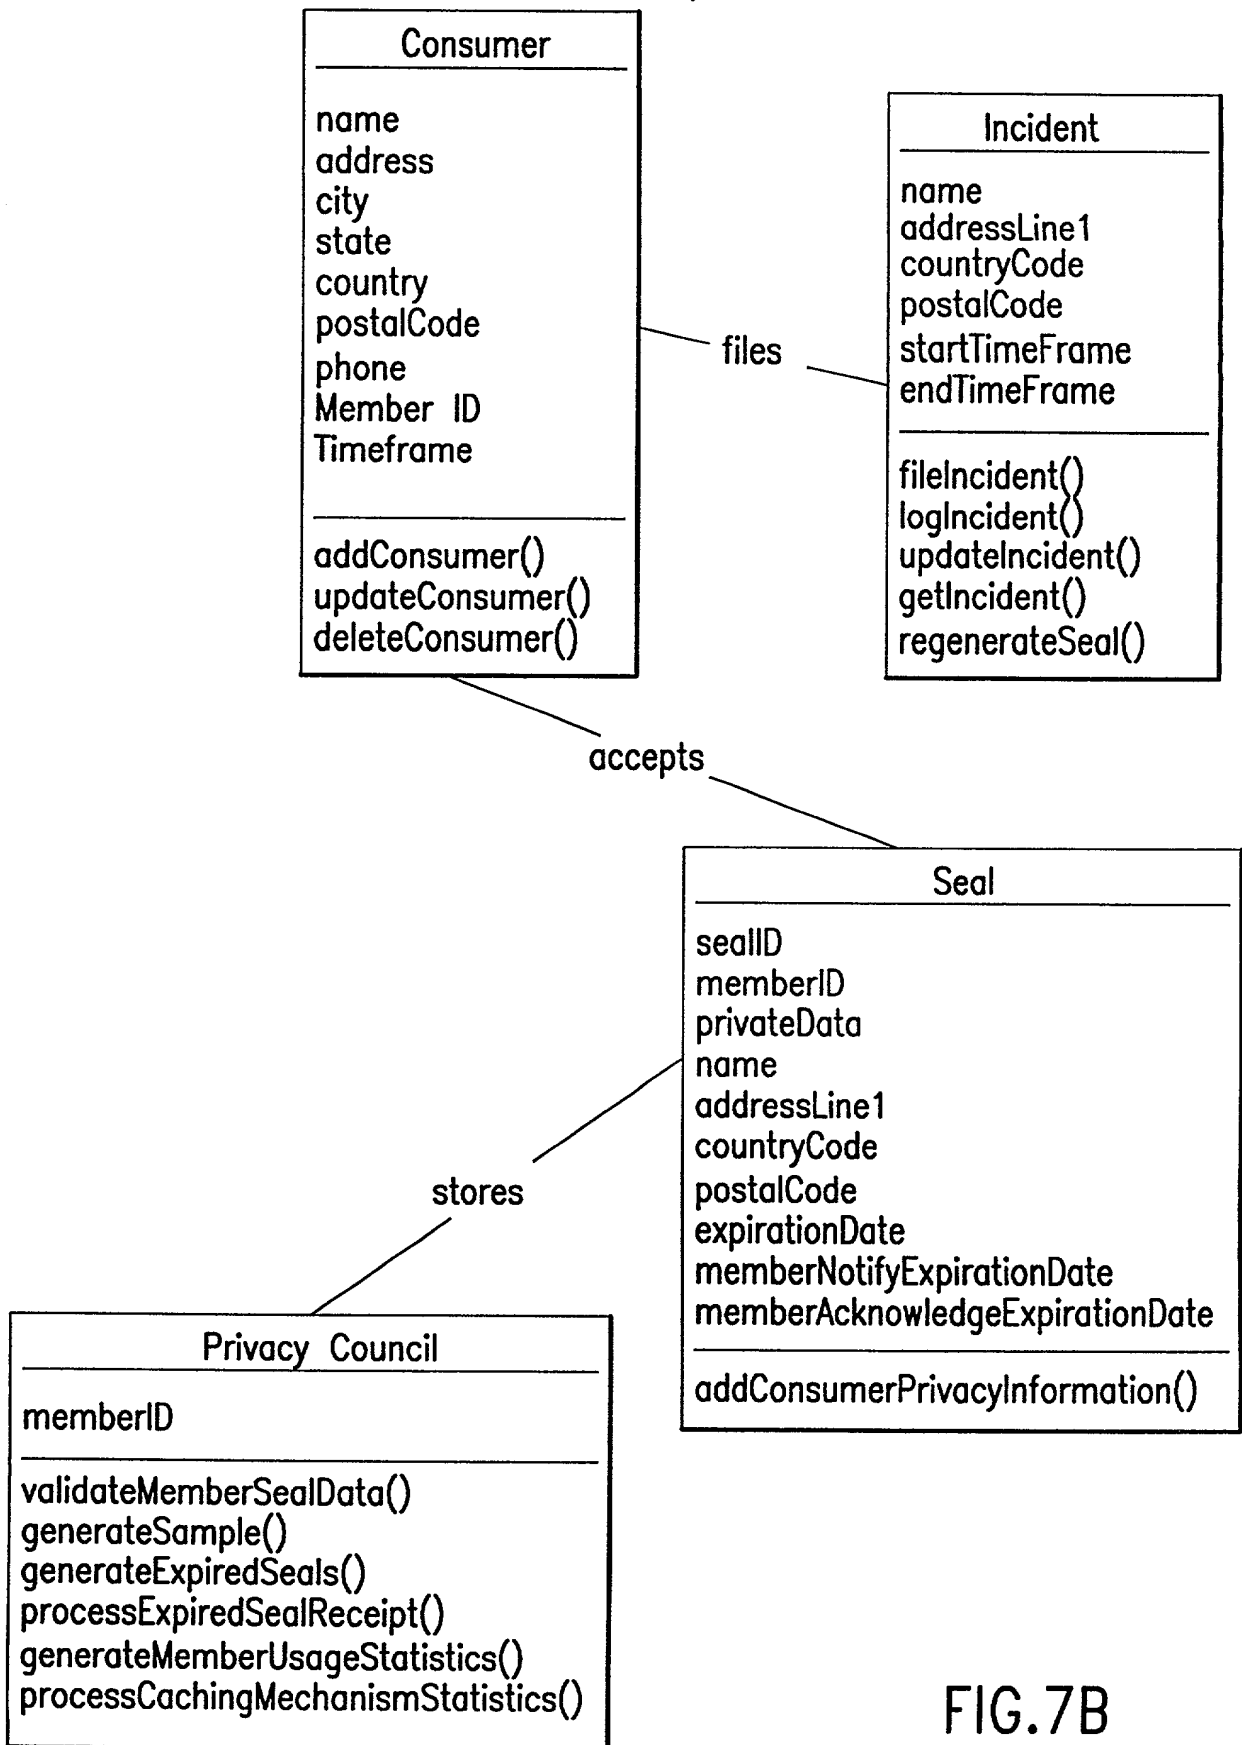 Consumer
name
address
city
state
country
postalCode
phone
Member ID
Timeframe
addConsumer()
updateConsumer()
deleteConsumer()
files
Incident
name
addressLine1
countryCode
postalCode
startTimeFrame
endTimeFrame
fileIncident()
logIncident()
updateIncident()
getIncident()
regenerateSeal()
accepts
Seal
sealID
memberID
privateData
name
addressLine1
countryCode
postalCode
expirationDate
memberNotifyExpirationDate
memberAcknowledgeExpirationDate
addConsumerPrivacyInformation()
stores
Privacy Council
memberID
validateMemberSealData()
generateSample()
generateExpiredSeals()
processExpiredSealReceipt()
generateMemberUsageStatistics()
processCachingMechanismStatistics()
FIG.7B